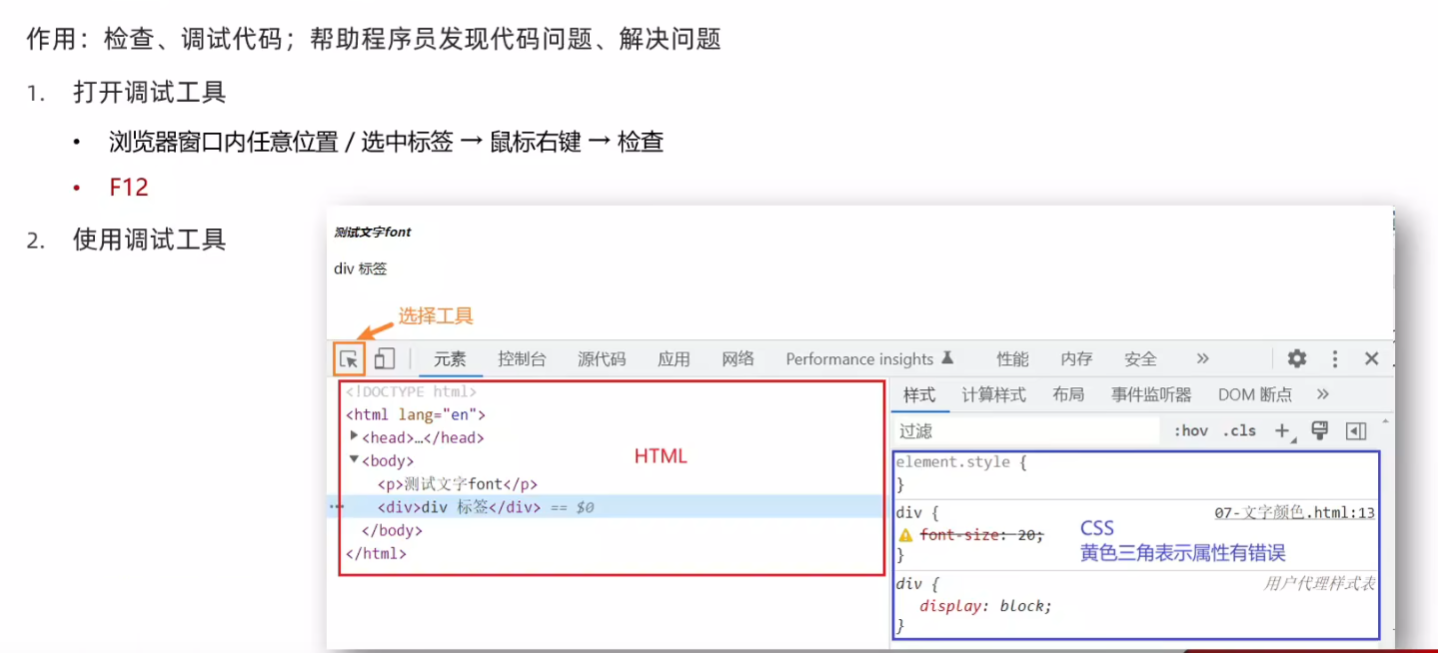 作用：检查、调试代码；帮助程序员发现代码问题、解决问题
1. 打开调试工具
• 浏览器窗口内任意位置 / 选中标签 → 鼠标右键 → 检查
• F12
2. 使用调试工具
测试文字font
div 标签
选择工具
元素 控制台 源代码 应用 网络 Performance insights 性能 内存 安全 »
<!DOCTYPE html>
<html lang="en">
<head>…</head>
<body>
<p>测试文字font</p>
<div>div 标签</div> == $0
</body>
</html>
HTML
样式 计算样式 布局 事件监听器 DOM 断点 »
过滤 :hov .cls +
element.style {
}
div { 07-文字颜色.html:13
font-size: 20;
}
CSS
黄色三角表示属性有错误
div { 用户代理样式表
display: block;
}